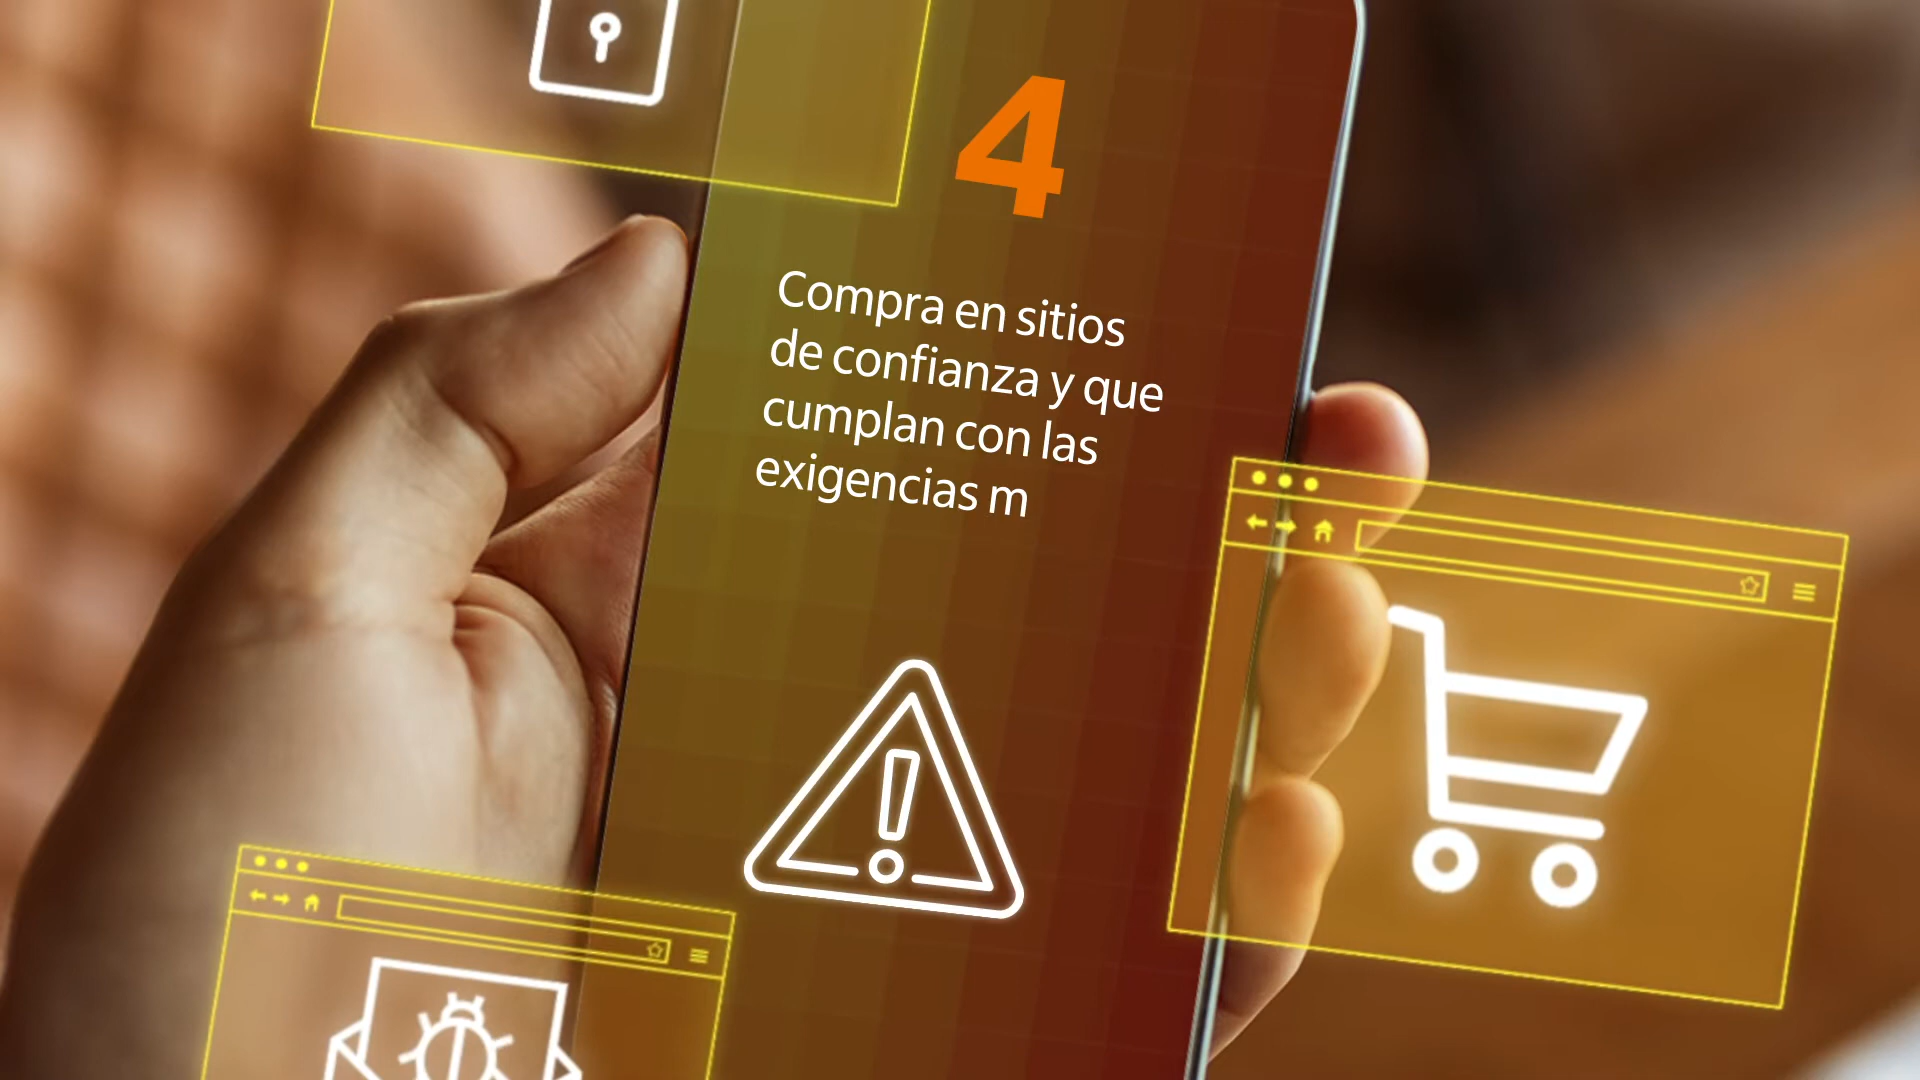 4
Compra en sitios
de confianza y que
cumplan con las
exigencias m